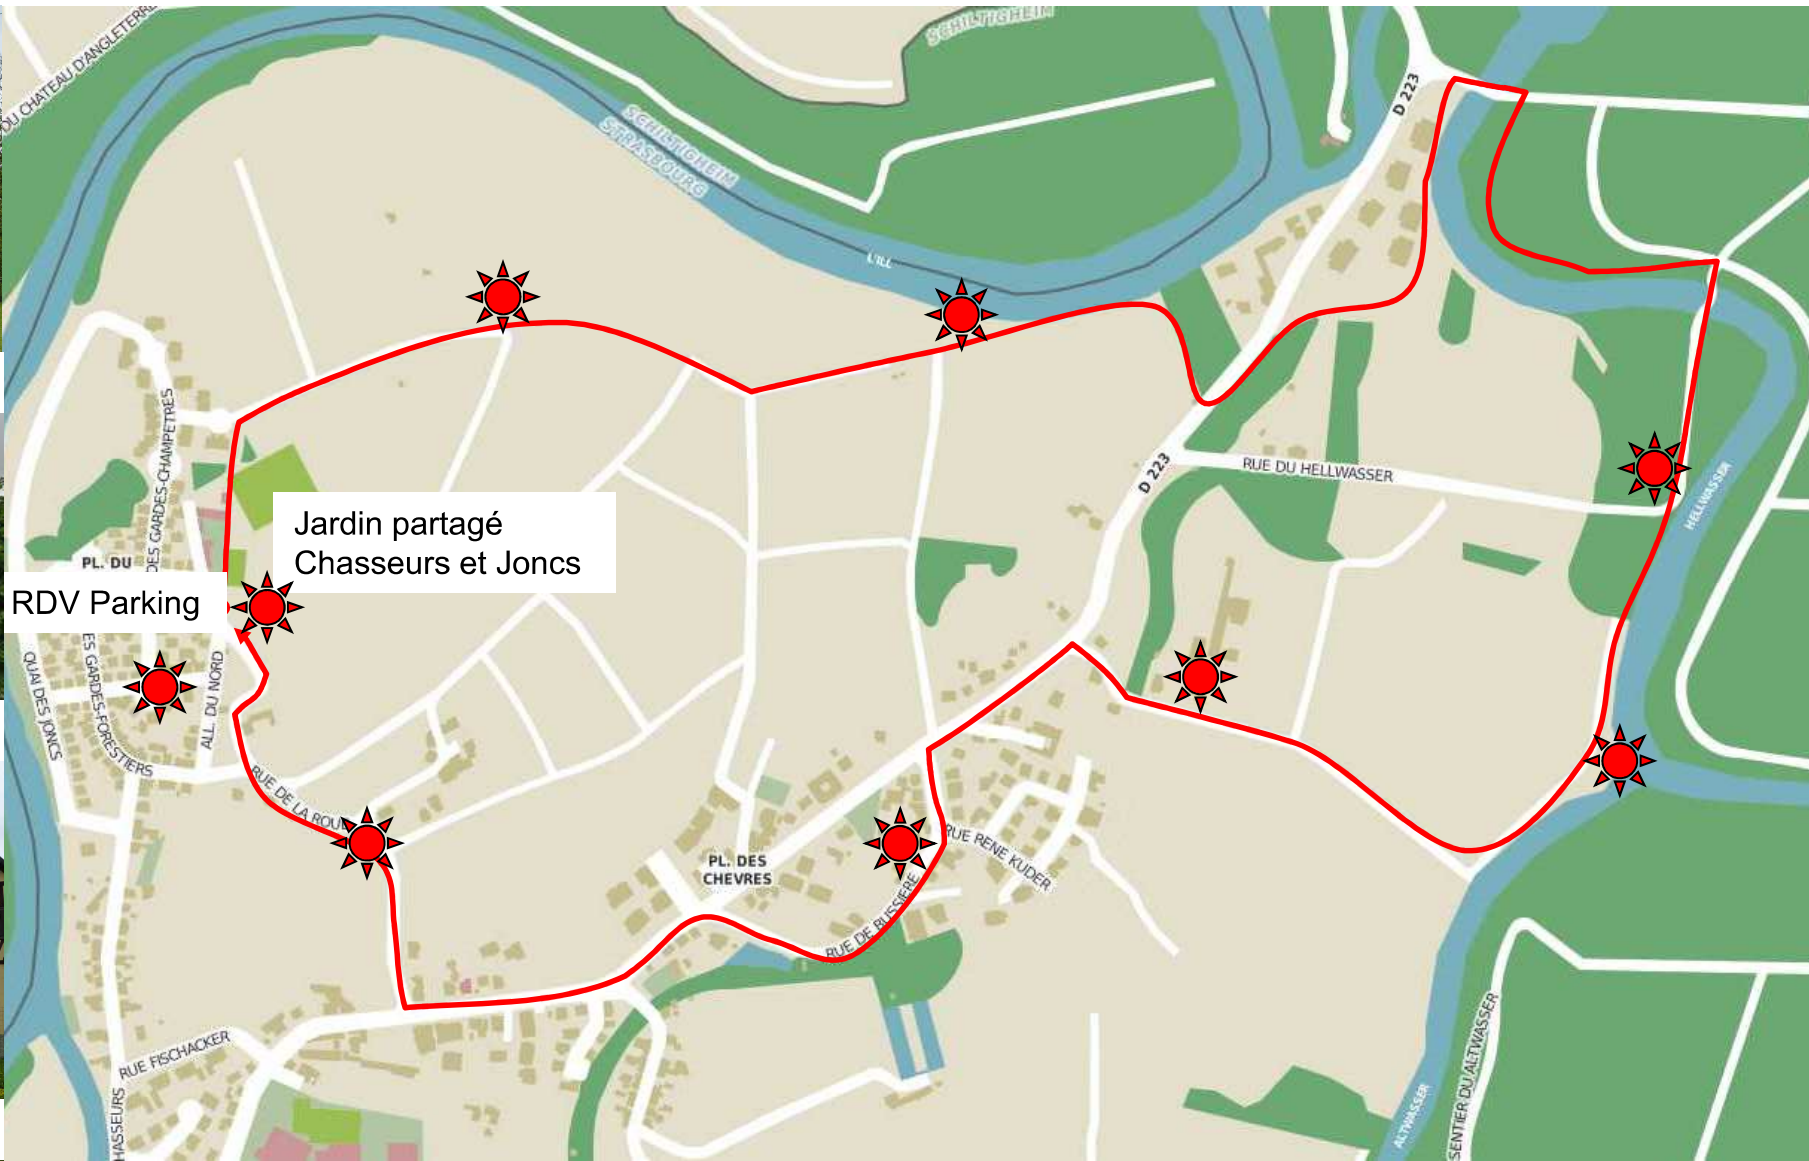 DU CHATEAU D'ANGLETERRE
SCHILTIGHEIM
D 223
SCHILTIGHEIM
STRASBOURG
L'ILL
DES GARDES-CHAMPETRES
D 223
RUE DU HELLWASSER
HELLWASSER
Jardin partagé
Chasseurs et Joncs
PL. DU
RDV Parking
QUAI DES JONCS
ES GARDES-FORESTIERS
ALL. DU NORD
RUE DE LA ROU
PL. DES
CHEVRES
RUE RENE KUDER
RUE DE BUSSIERE
RUE FISCHACKER
HASSEURS
ALTWASSER
SENTIER DU ALTWASSER